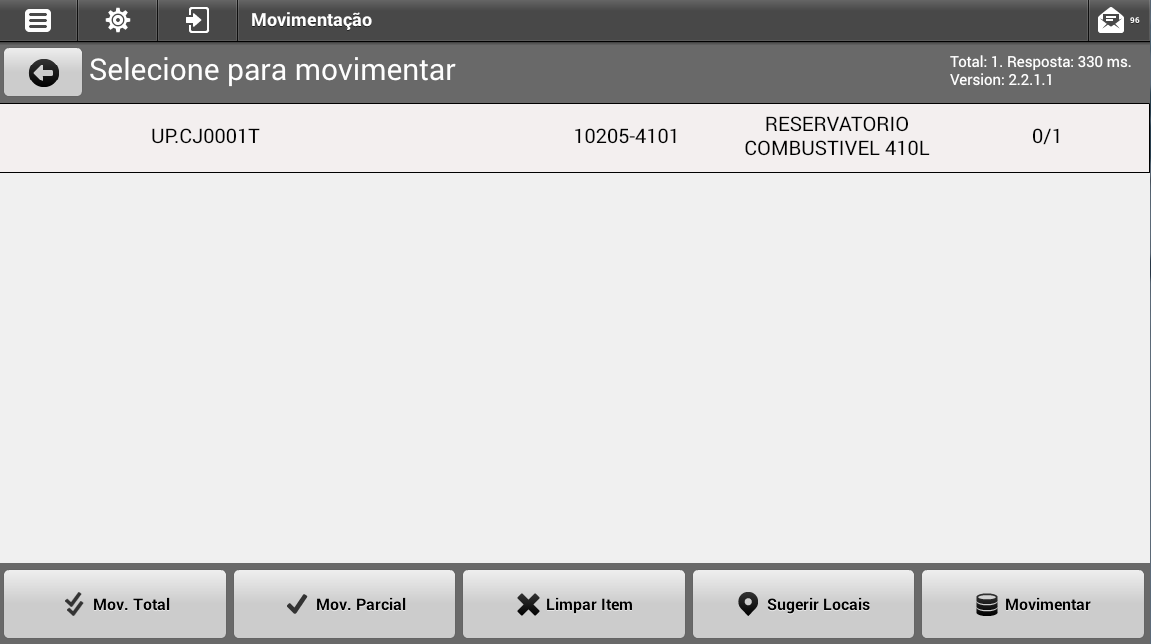 Movimentação
96
Selecione para movimentar
Total: 1. Resposta: 330 ms.
Version: 2.2.1.1
UP.CJ0001T
10205-4101
RESERVATORIO
COMBUSTIVEL 410L
0/1
Mov. Total
Mov. Parcial
Limpar Item
Sugerir Locais
Movimentar